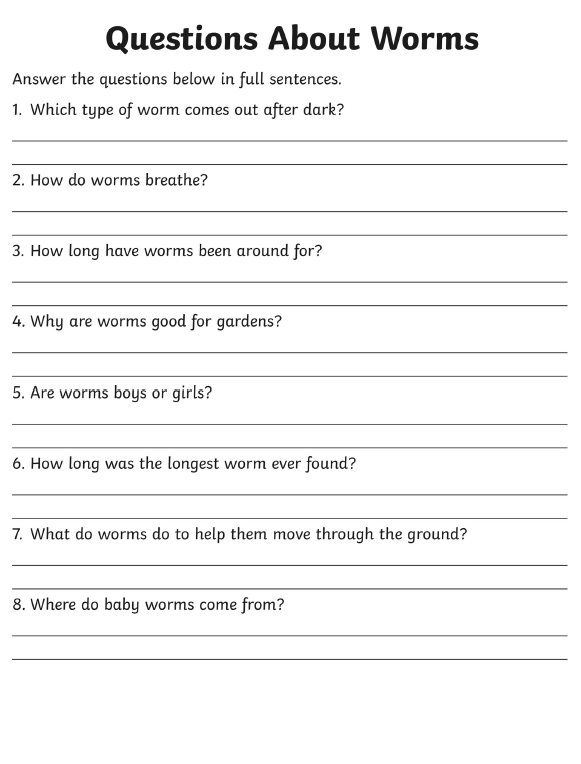 Questions About Worms
Answer the questions below in full sentences.
1. Which type of worm comes out after dark?
2. How do worms breathe?
3. How long have worms been around for?
4. Why are worms good for gardens?
5. Are worms boys or girls?
6. How long was the longest worm ever found?
7. What do worms do to help them move through the ground?
8. Where do baby worms come from?